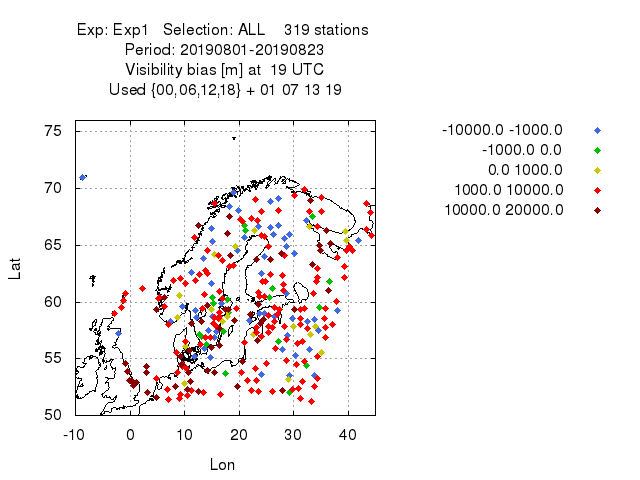 Exp: Exp1 Selection: ALL 319 stations
Period: 20190801-20190823
Visibility bias [m] at 19 UTC
Used {00,06,12,18} + 01 07 13 19
-10000.0 -1000.0
-1000.0 0.0
0.0 1000.0
1000.0 10000.0
10000.0 20000.0
75
70
65
60
55
50
Lat
-10 0 10 20 30 40
Lon